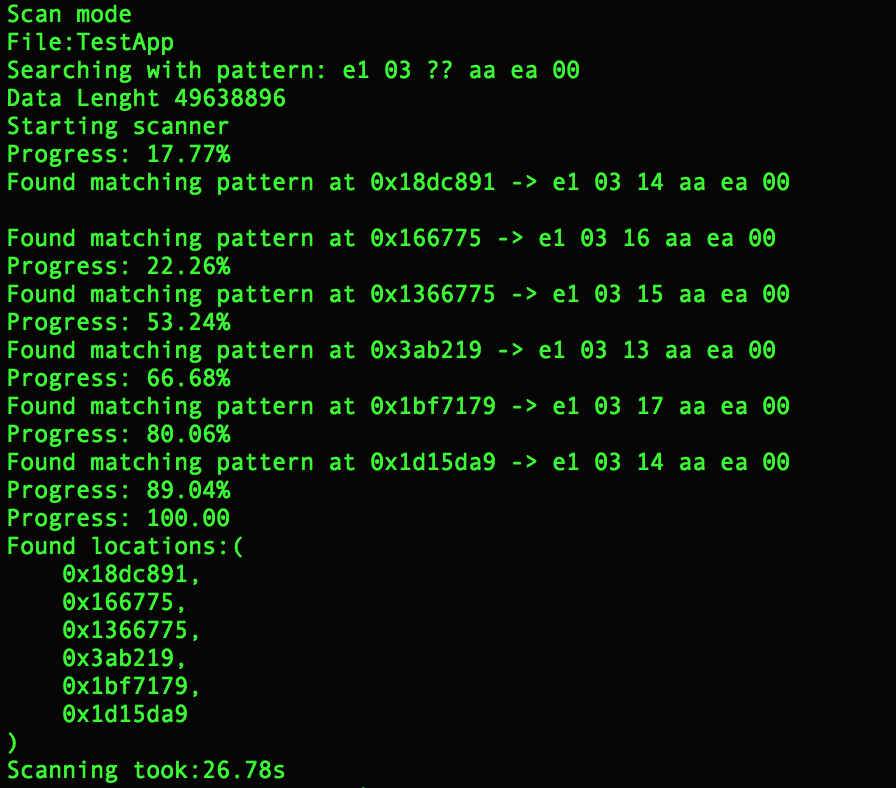 Scan mode
File:TestApp
Searching with pattern: e1 03 ?? aa ea 00
Data Lenght 49638896
Starting scanner
Progress: 17.77%
Found matching pattern at 0x18dc891 -> e1 03 14 aa ea 00
Found matching pattern at 0x166775 -> e1 03 16 aa ea 00
Progress: 22.26%
Found matching pattern at 0x1366775 -> e1 03 15 aa ea 00
Progress: 53.24%
Found matching pattern at 0x3ab219 -> e1 03 13 aa ea 00
Progress: 66.68%
Found matching pattern at 0x1bf7179 -> e1 03 17 aa ea 00
Progress: 80.06%
Found matching pattern at 0x1d15da9 -> e1 03 14 aa ea 00
Progress: 89.04%
Progress: 100.00
Found locations:(
    0x18dc891,
    0x166775,
    0x1366775,
    0x3ab219,
    0x1bf7179,
    0x1d15da9
)
Scanning took:26.78s